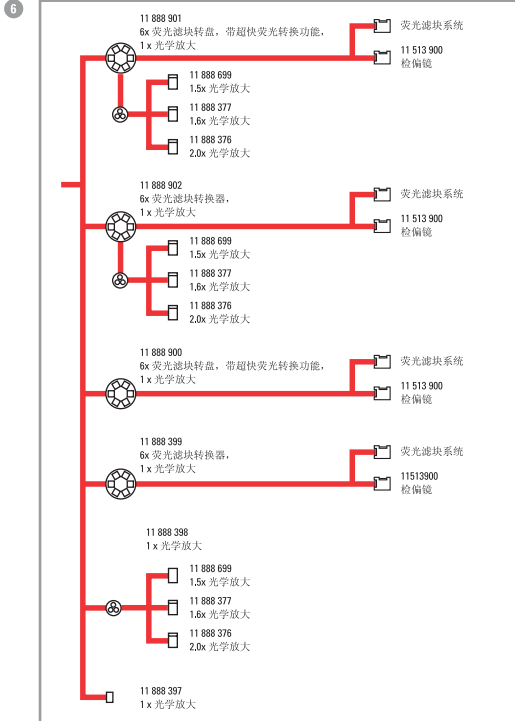 6
11 888 901
6x 荧光滤块转盘，带超快荧光转换功能，
1 x 光学放大
荧光滤块系统
11 513 900
检偏镜
11 888 699
1.5x 光学放大
11 888 377
1.6x 光学放大
11 888 376
2.0x 光学放大
11 888 902
6x 荧光滤块转换器，
1 x 光学放大
荧光滤块系统
11 513 900
检偏镜
11 888 699
1.5x 光学放大
11 888 377
1.6x 光学放大
11 888 376
2.0x 光学放大
11 888 900
6x 荧光滤块转盘，带超快荧光转换功能，
1 x 光学放大
荧光滤块系统
11 513 900
检偏镜
11 888 399
6x 荧光滤块转换器，
1 x 光学放大
荧光滤块系统
11513900
检偏镜
11 888 398
1 x 光学放大
11 888 699
1.5x 光学放大
11 888 377
1.6x 光学放大
11 888 376
2.0x 光学放大
11 888 397
1 x 光学放大